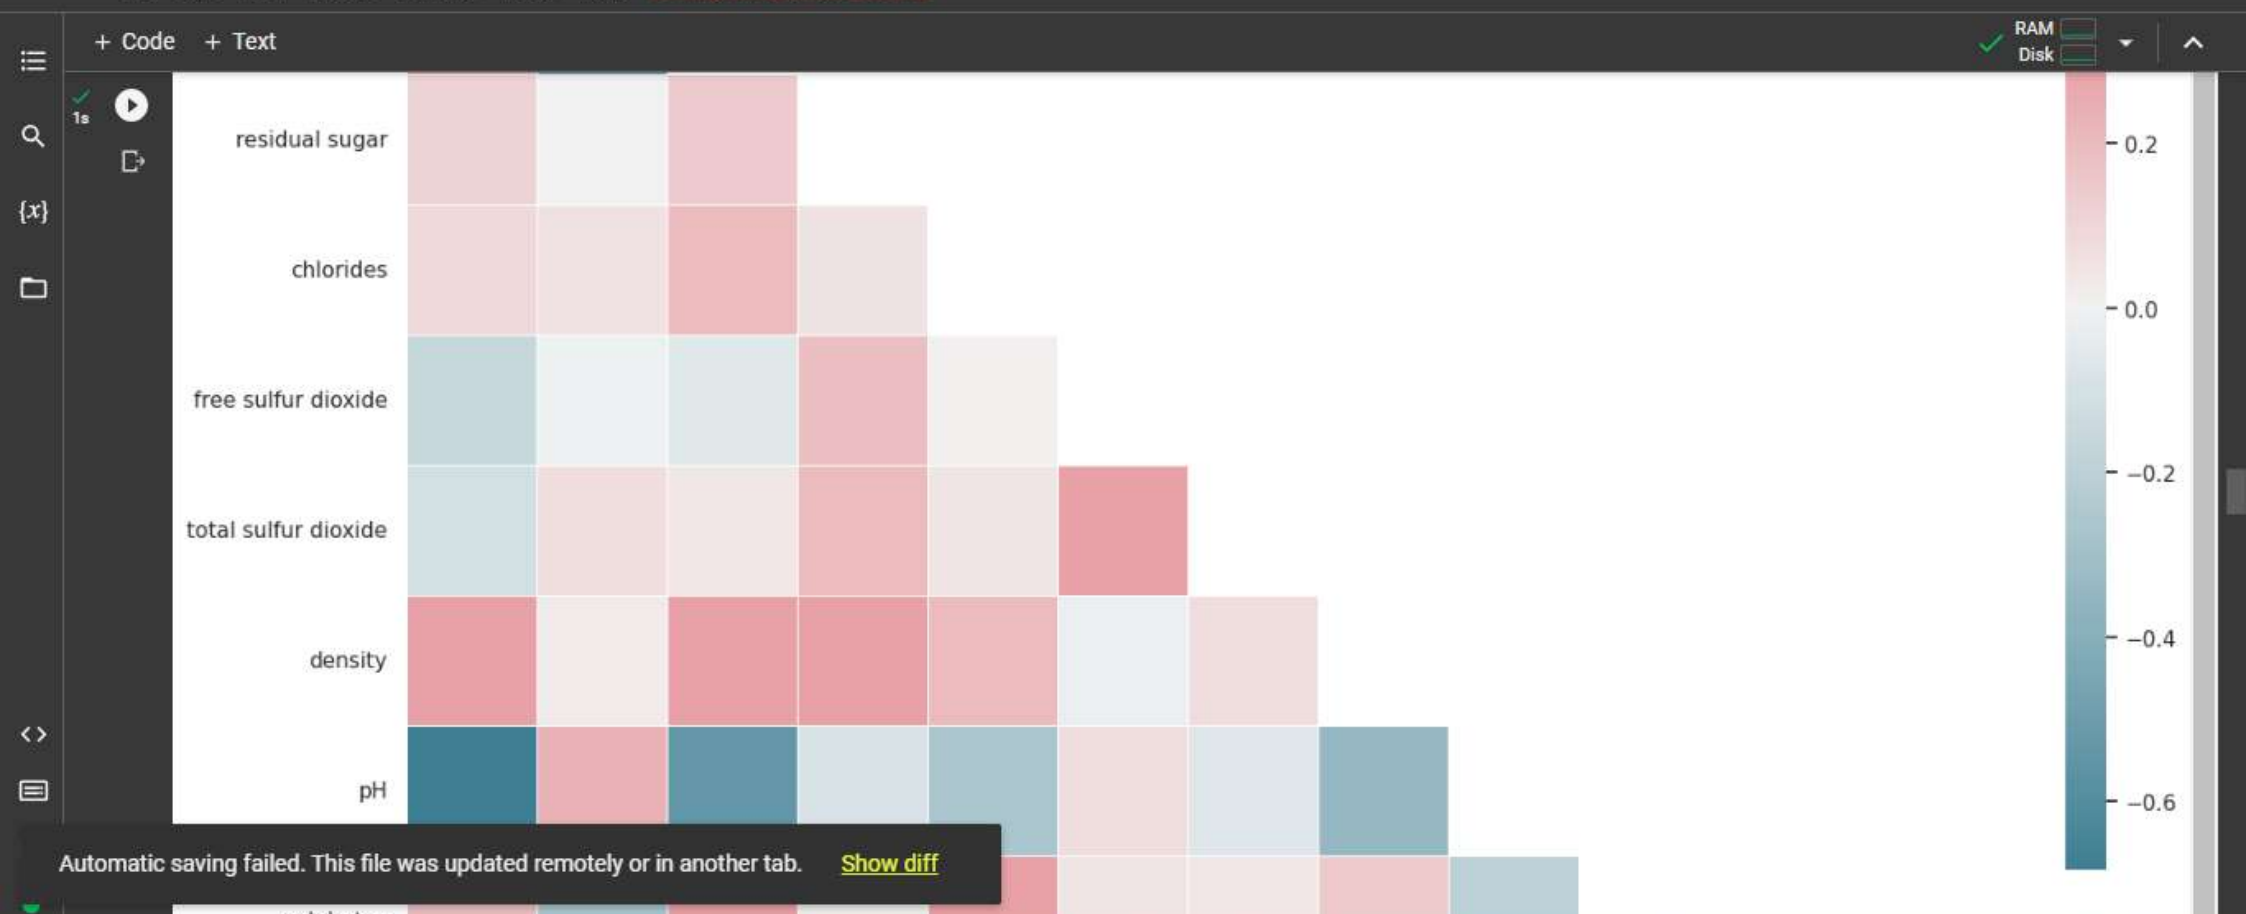 + Code + Text
RAM
Disk
1s
{x}
residual sugar
chlorides
free sulfur dioxide
total sulfur dioxide
density
pH
0.2
0.0
−0.2
−0.4
−0.6
Automatic saving failed. This file was updated remotely or in another tab. Show diff